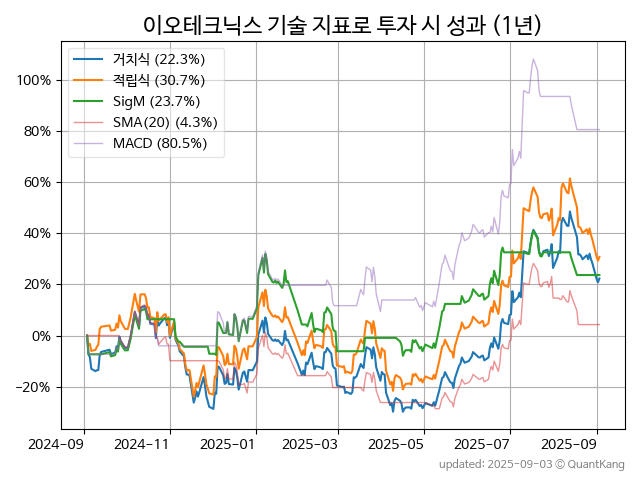 이오테크닉스 기술 지표로 투자 시 성과 (1년)
거치식 (22.3%)
적립식 (30.7%)
SigM (23.7%)
SMA(20) (4.3%)
MACD (80.5%)
100%
80%
60%
40%
20%
0%
−20%
2024-09
2024-11
2025-01
2025-03
2025-05
2025-07
2025-09
updated: 2025-09-03 © QuantKang